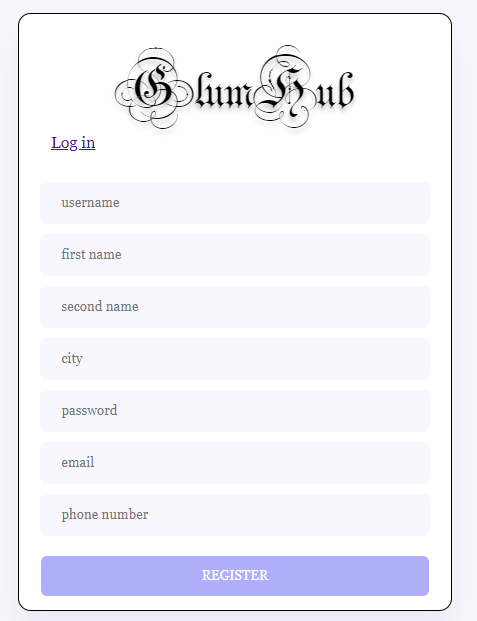 GlumHub
Log in
username
first name
second name
city
password
email
phone number
REGISTER